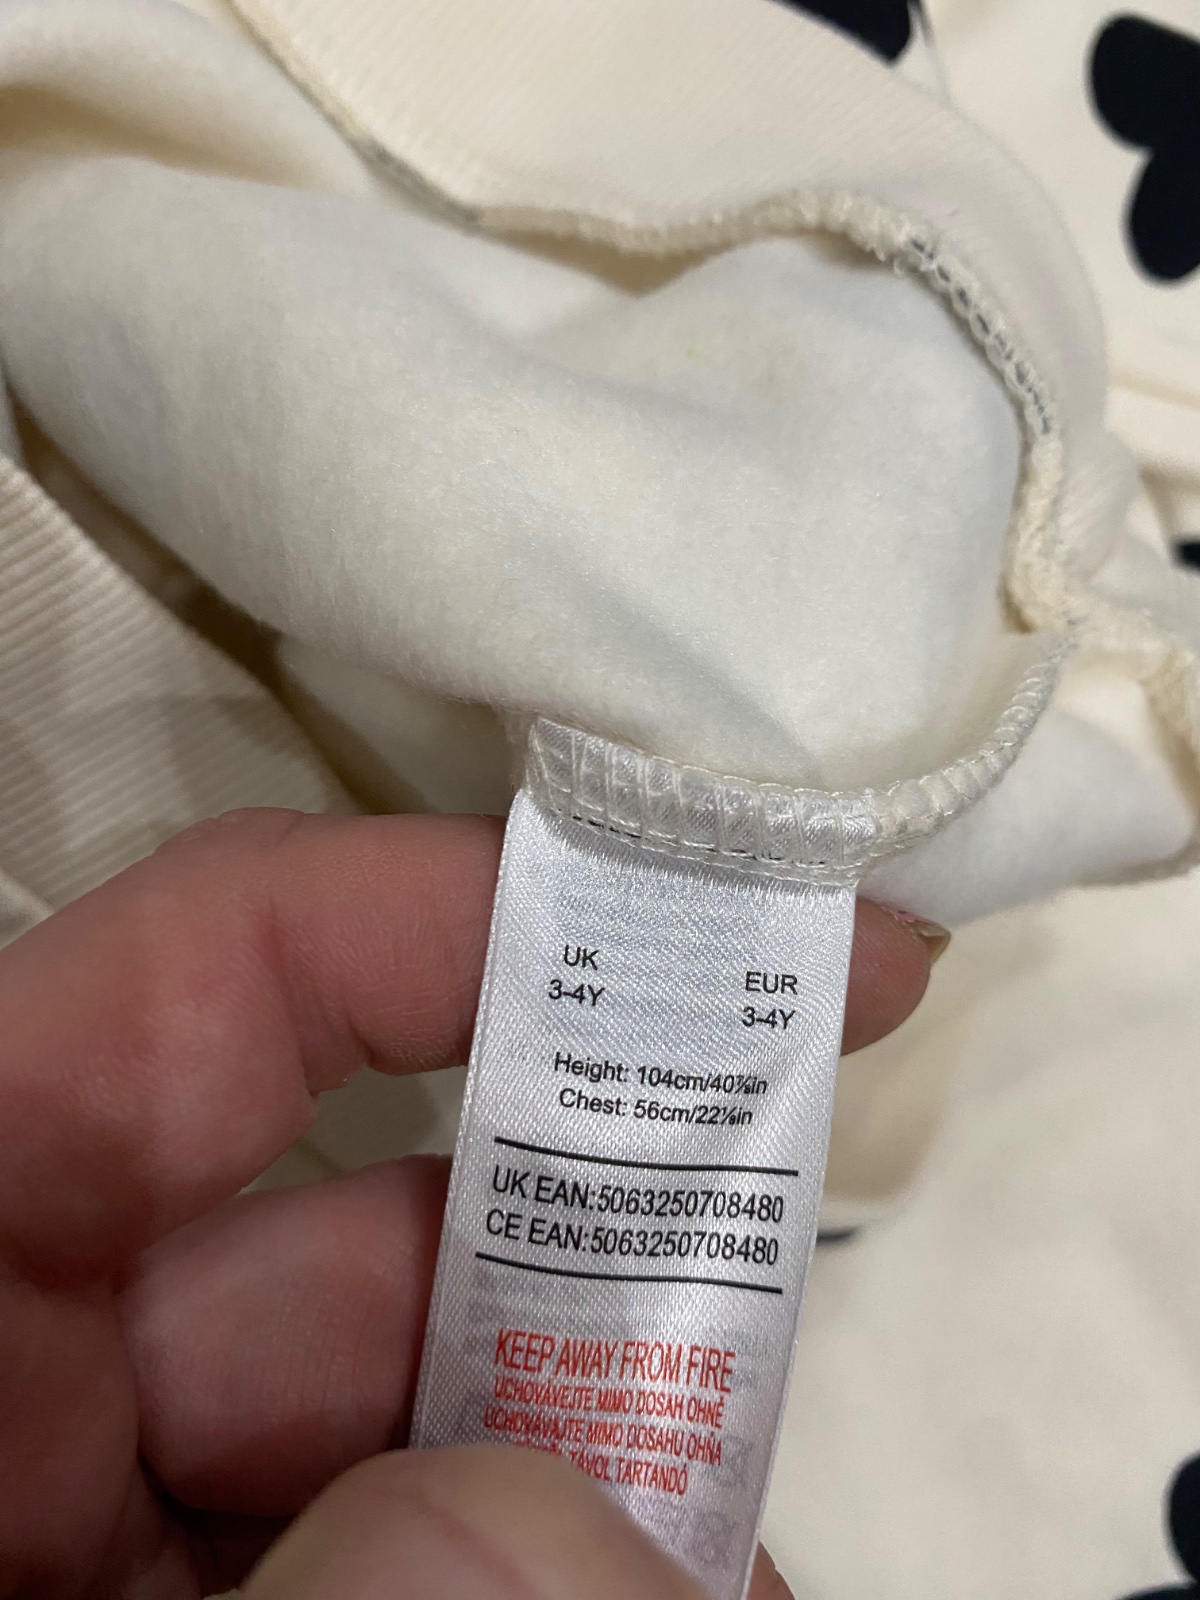 UK
3-4Y
EUR
3-4Y
Height: 104cm/40⅞in
Chest: 56cm/22⅛in
UK EAN:5063250708480
CE EAN:5063250708480
KEEP AWAY FROM FIRE
UCHOVÁVEJTE MIMO DOSAH OHNĚ
UCHOVÁVAJTE MIMO DOSAHU OHŇA
TÁVOL TARTANDÓ